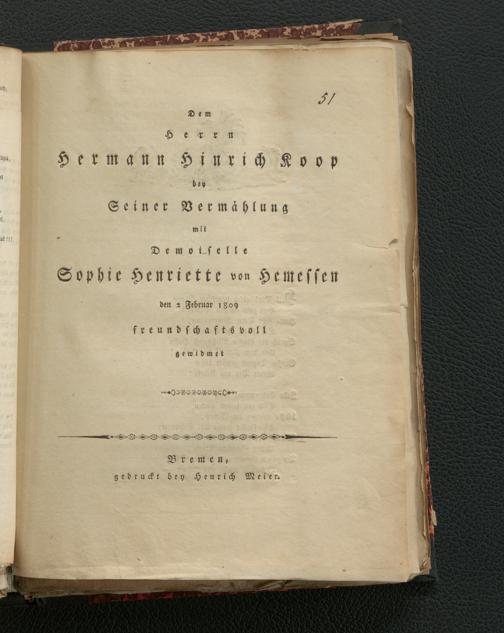 51
Dem
Herrn
Hermann Hinrich Koop
bey
Seiner Vermählung
mit
Demoiselle
Sophie Henriette von Hemessen
den 2 Februar 1809
freundschaftsvoll
gewidmet
Bremen,
gedruckt bey Henrich Meier.